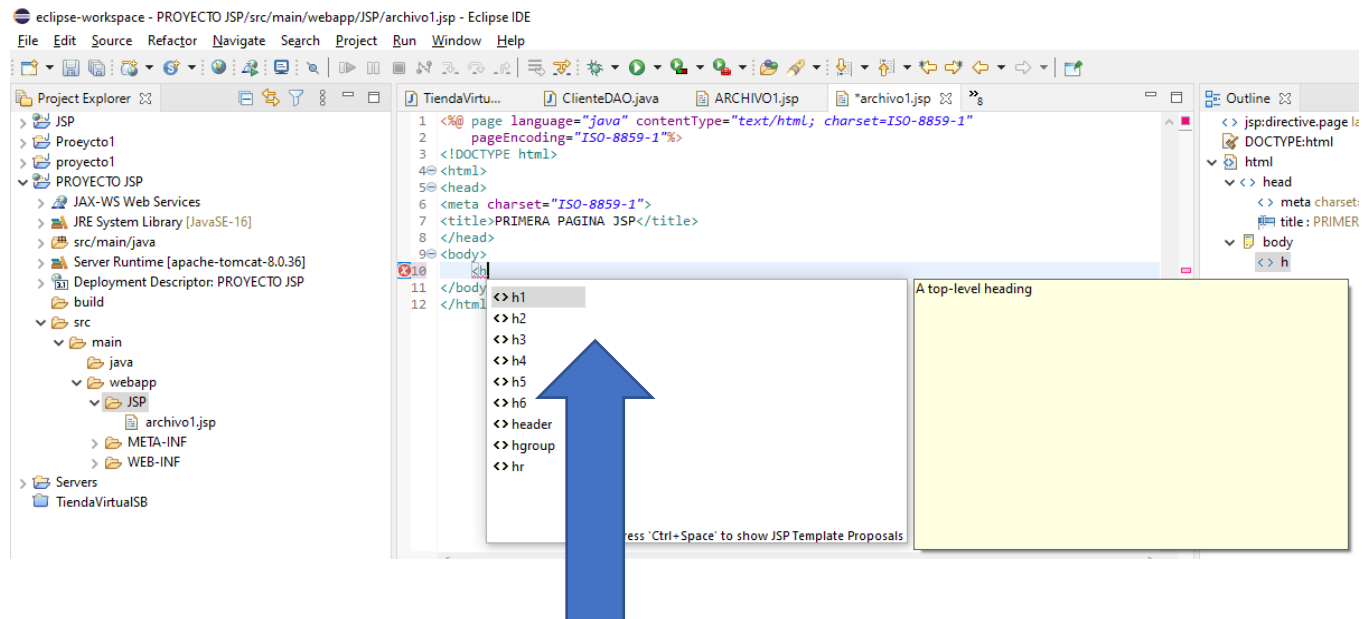 eclipse-workspace - PROYECTO JSP/src/main/webapp/JSP/archivo1.jsp - Eclipse IDE
File Edit Source Refactor Navigate Search Project Run Window Help
Project Explorer
JSP
Proeycto1
proyecto1
PROYECTO JSP
JAX-WS Web Services
JRE System Library [JavaSE-16]
src/main/java
Server Runtime [apache-tomcat-8.0.36]
Deployment Descriptor: PROYECTO JSP
build
src
main
java
webapp
JSP
archivo1.jsp
META-INF
WEB-INF
Servers
TiendaVirtualSB
TiendaVirtu... ClienteDAO.java ARCHIVO1.jsp *archivo1.jsp »8
1 <%@ page language="java" contentType="text/html; charset=ISO-8859-1"
2 pageEncoding="ISO-8859-1"%>
3 <!DOCTYPE html>
4 <html>
5 <head>
6 <meta charset="ISO-8859-1">
7 <title>PRIMERA PAGINA JSP</title>
8 </head>
9 <body>
10 <h
11 </body
12 </html
<> h1
<> h2
<> h3
<> h4
<> h5
<> h6
<> header
<> hgroup
<> hr
ress 'Ctrl+Space' to show JSP Template Proposals
A top-level heading
Outline
<> jsp:directive.page la
DOCTYPE:html
html
<> head
<> meta charset=
title : PRIMER
body
<> h